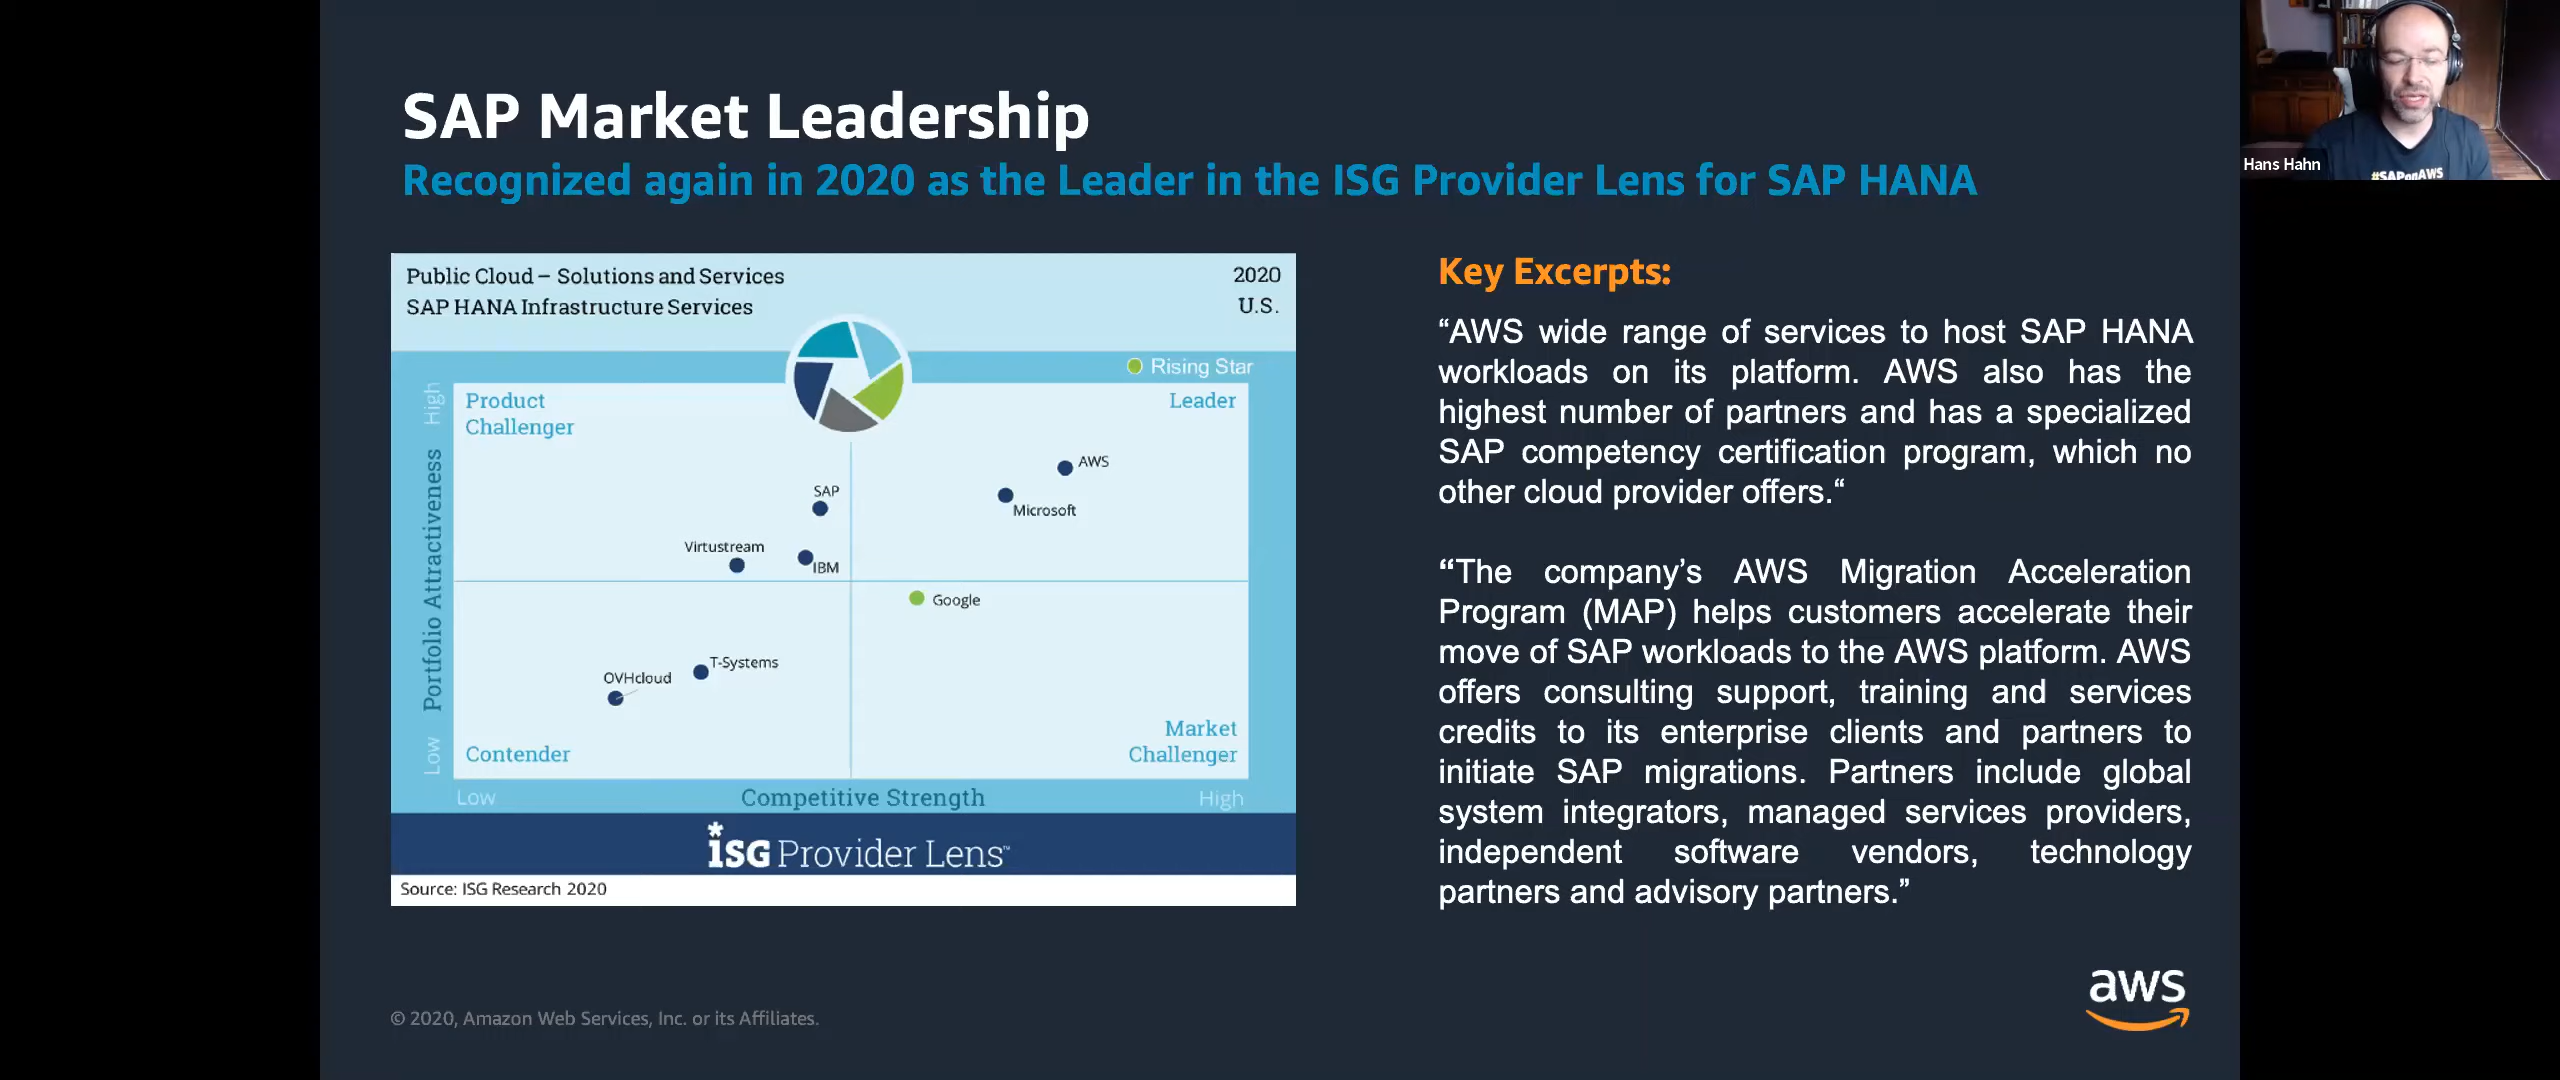 SAP Market Leadership
Recognized again in 2020 as the Leader in the ISG Provider Lens for SAP HANA
Public Cloud – Solutions and Services
2020
SAP HANA Infrastructure Services
U.S.
Rising Star
High
Portfolio Attractiveness
Low
Product
Challenger
Leader
AWS
SAP
Microsoft
Virtustream
IBM
Google
T-Systems
OVHcloud
Contender
Market
Challenger
Low
Competitive Strength
High
ISG Provider Lens™
Source: ISG Research 2020
Key Excerpts:
“AWS wide range of services to host SAP HANA
workloads on its platform. AWS also has the
highest number of partners and has a specialized
SAP competency certification program, which no
other cloud provider offers.“
“The company’s AWS Migration Acceleration
Program (MAP) helps customers accelerate their
move of SAP workloads to the AWS platform. AWS
offers consulting support, training and services
credits to its enterprise clients and partners to
initiate SAP migrations. Partners include global
system integrators, managed services providers,
independent software vendors, technology
partners and advisory partners.”
© 2020, Amazon Web Services, Inc. or its Affiliates.
aws
Hans Hahn
#SAPonAWS